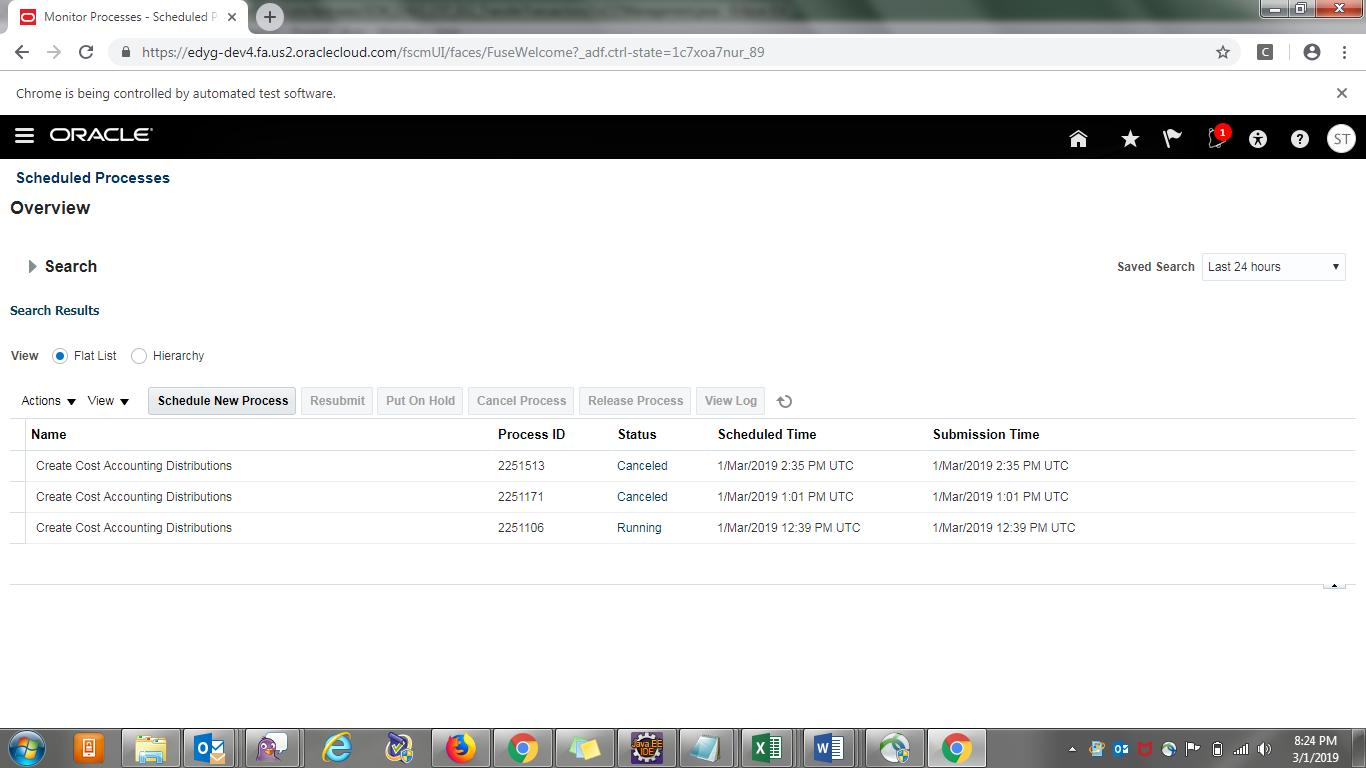 Monitor Processes - Scheduled P
https://edyg-dev4.fa.us2.oraclecloud.com/fscmUI/faces/FuseWelcome?_adf.ctrl-state=1c7xoa7nur_89
C
Chrome is being controlled by automated test software.
ORACLE
1
?
ST
Scheduled Processes
Overview
Search
Saved Search Last 24 hours
Search Results
View Flat List Hierarchy
Actions View Schedule New Process Resubmit Put On Hold Cancel Process Release Process View Log
Name Process ID Status Scheduled Time Submission Time
Create Cost Accounting Distributions 2251513 Canceled 1/Mar/2019 2:35 PM UTC 1/Mar/2019 2:35 PM UTC
Create Cost Accounting Distributions 2251171 Canceled 1/Mar/2019 1:01 PM UTC 1/Mar/2019 1:01 PM UTC
Create Cost Accounting Distributions 2251106 Running 1/Mar/2019 12:39 PM UTC 1/Mar/2019 12:39 PM UTC
Java EE
IDE
8:24 PM
3/1/2019